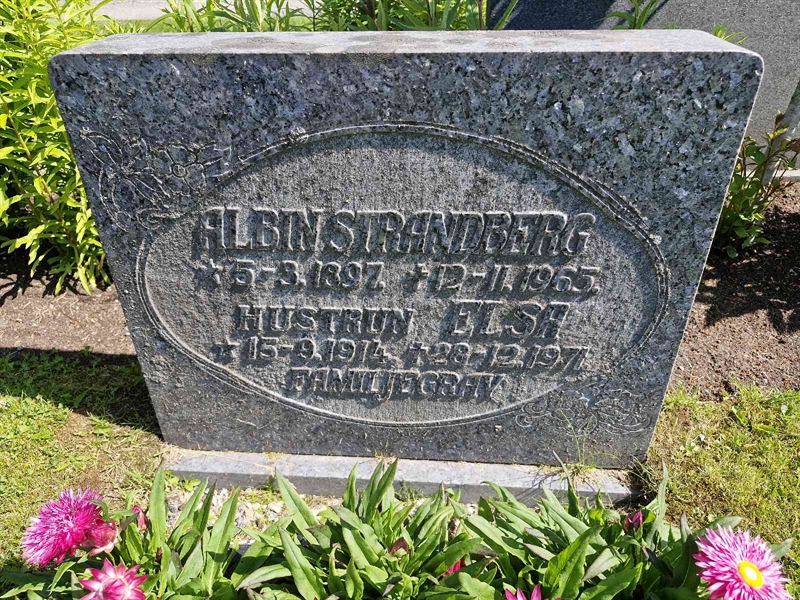 ALBIN STRANDBERG
* 5-3.1897. † 12-11.1965.
HUSTRUN ELSA
* 15-9.1914. † 28-12.1971.
FAMILJEGRAV